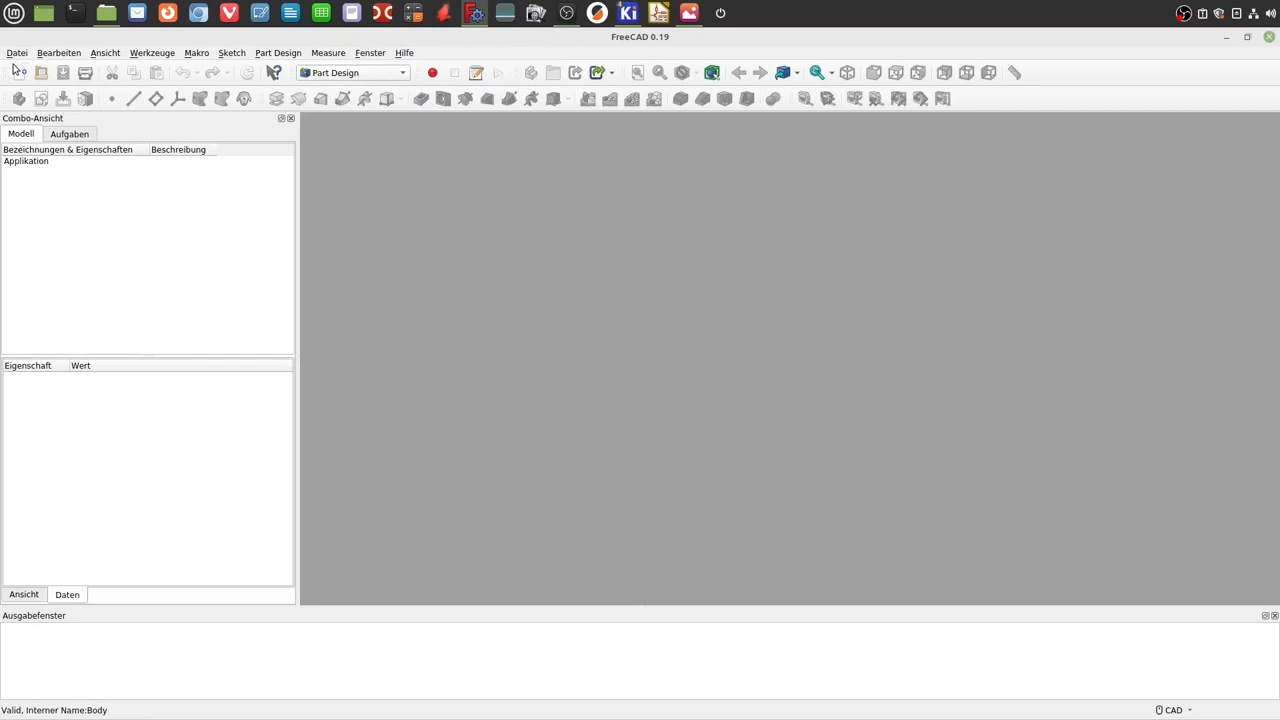 FreeCAD 0.19
Datei Bearbeiten Ansicht Werkzeuge Makro Sketch Part Design Measure Fenster Hilfe
Part Design
Combo-Ansicht
Modell Aufgaben
Bezeichnungen & Eigenschaften Beschreibung
Applikation
Eigenschaft Wert
Ansicht Daten
Ausgabefenster
Valid, Interner Name:Body
CAD